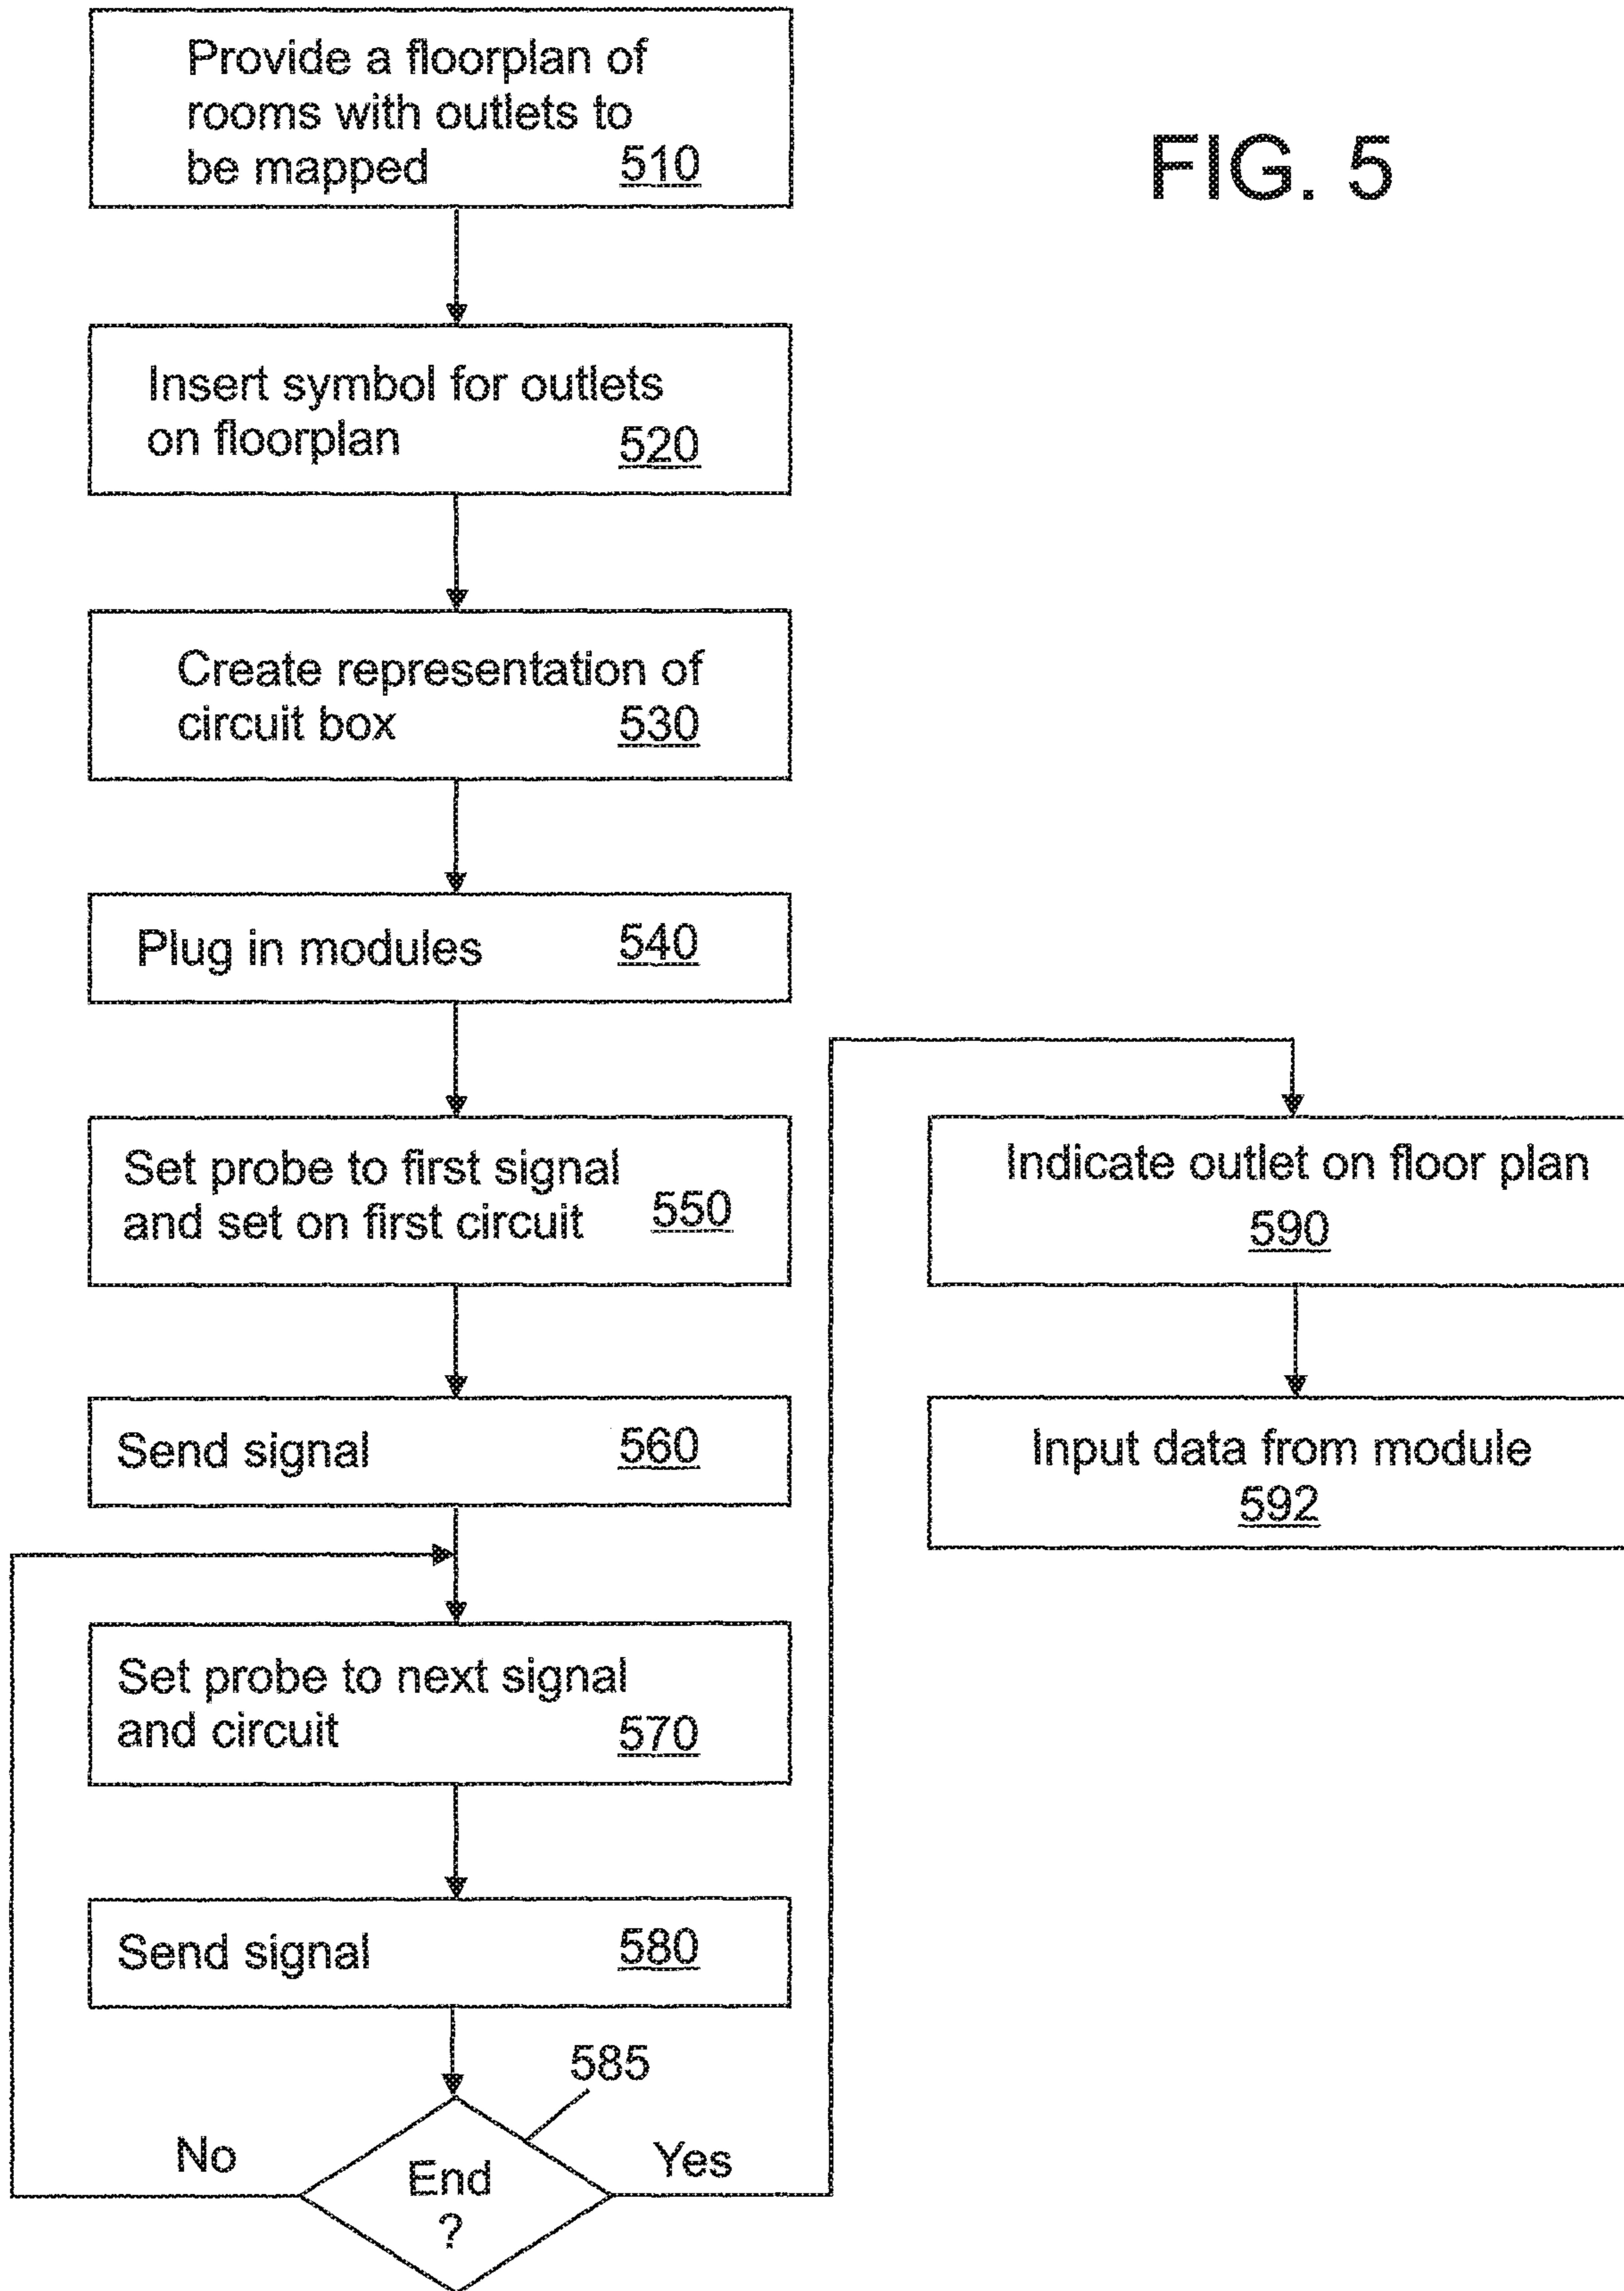 FIG. 5
Provide a floorplan of
rooms with outlets to
be mapped 510
Insert symbol for outlets
on floorplan 520
Create representation of
circuit box 530
Plug in modules 540
Set probe to first signal
and set on first circuit 550
Send signal 560
Set probe to next signal
and circuit 570
Send signal 580
585
End
?
No
Yes
Indicate outlet on floor plan
590
Input data from module
592